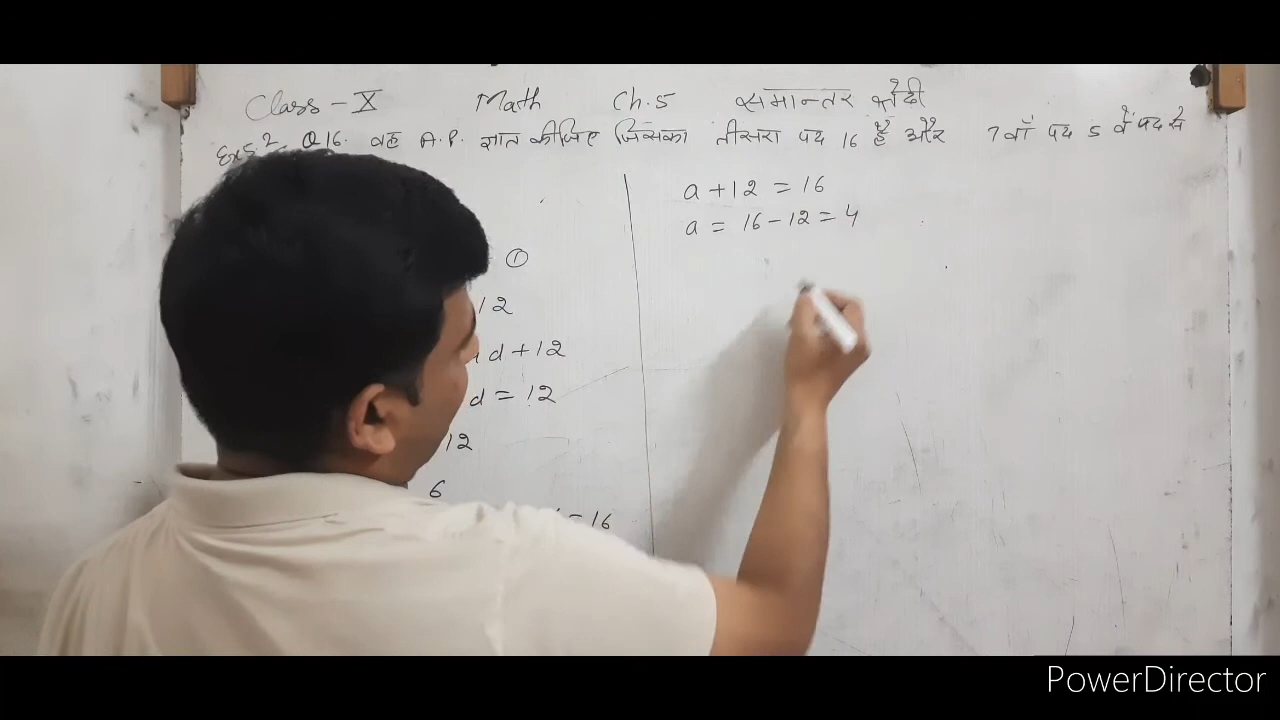 Class - X Math Ch. 5 समान्तर श्रेढ़ी
Ex 5.2. Q16. वह A.P. ज्ञात कीजिए जिसका तीसरा पद 16 है और 7 वाँ पद 5 वें पद से
①
12
d + 12
d = 12
12
6
= 16
a + 12 = 16
a = 16 - 12 = 4
PowerDirector